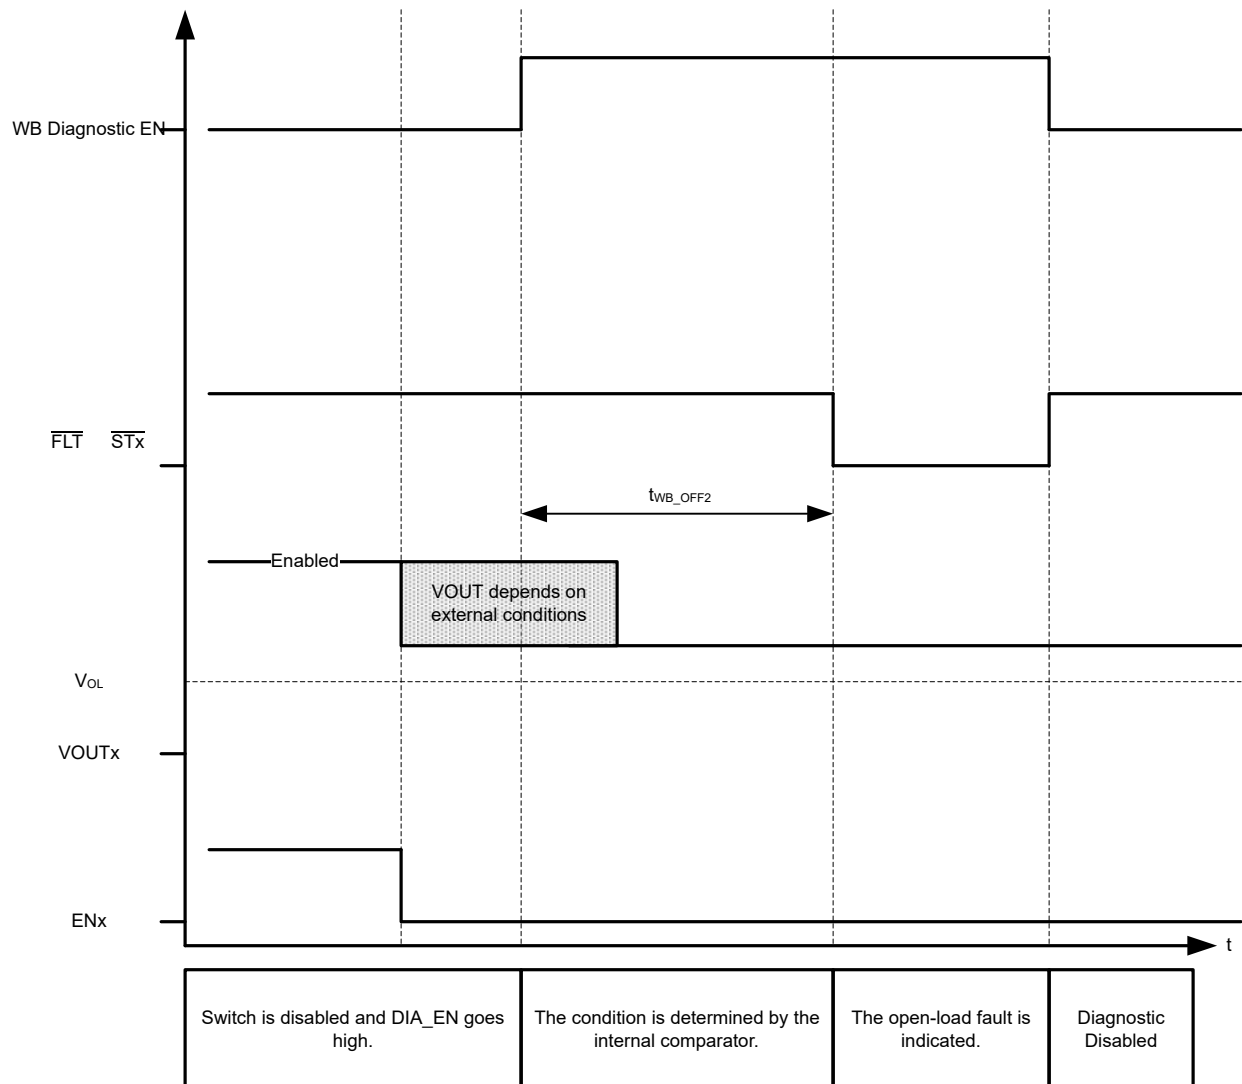 WB Diagnostic EN
FLT STx
tWB_OFF2
Enabled
VOUT depends on
external conditions
VOL
VOUTx
ENx
t
Switch is disabled and DIA_EN goes
high.
The condition is determined by the
internal comparator.
The open-load fault is
indicated.
Diagnostic
Disabled